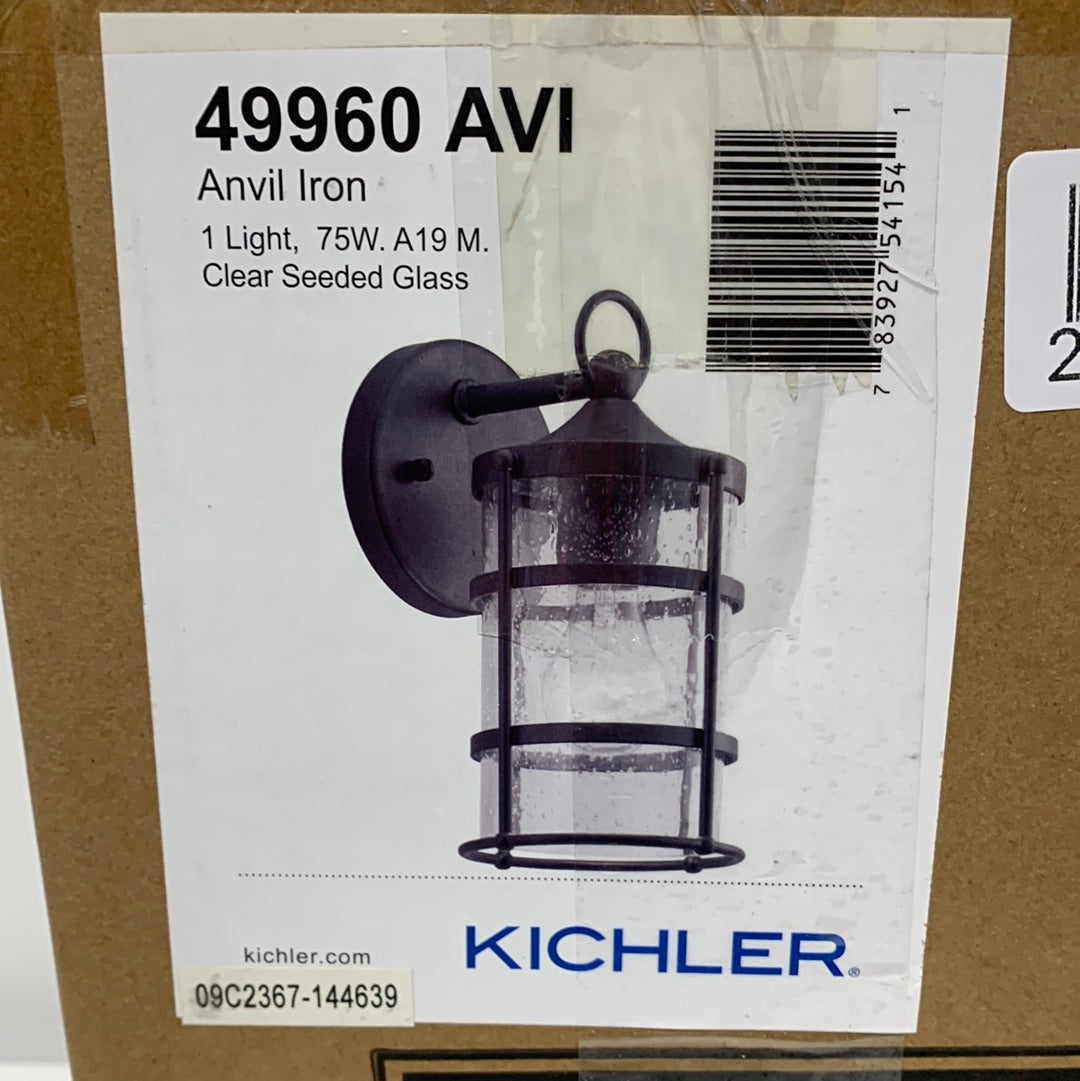 49960 AVI
Anvil Iron
1 Light, 75W. A19 M.
Clear Seeded Glass
7 83927 54154 1
2
kichler.com
KICHLER®
09C2367-144639